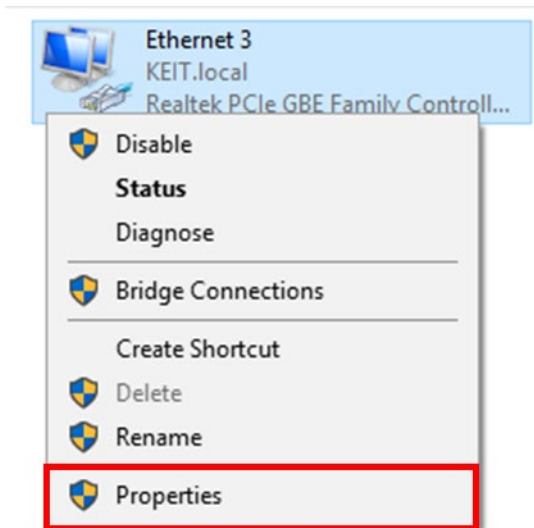 Ethernet 3
KEIT.local
Realtek PCIe GBE Family Controll...
Disable
Status
Diagnose
Bridge Connections
Create Shortcut
Delete
Rename
Properties